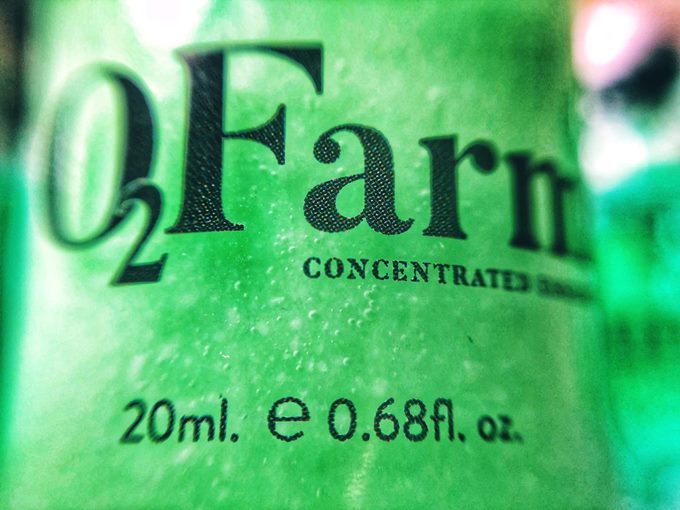 O2Farm
CONCENTRATED
20ml. ℮ 0.68fl. oz.